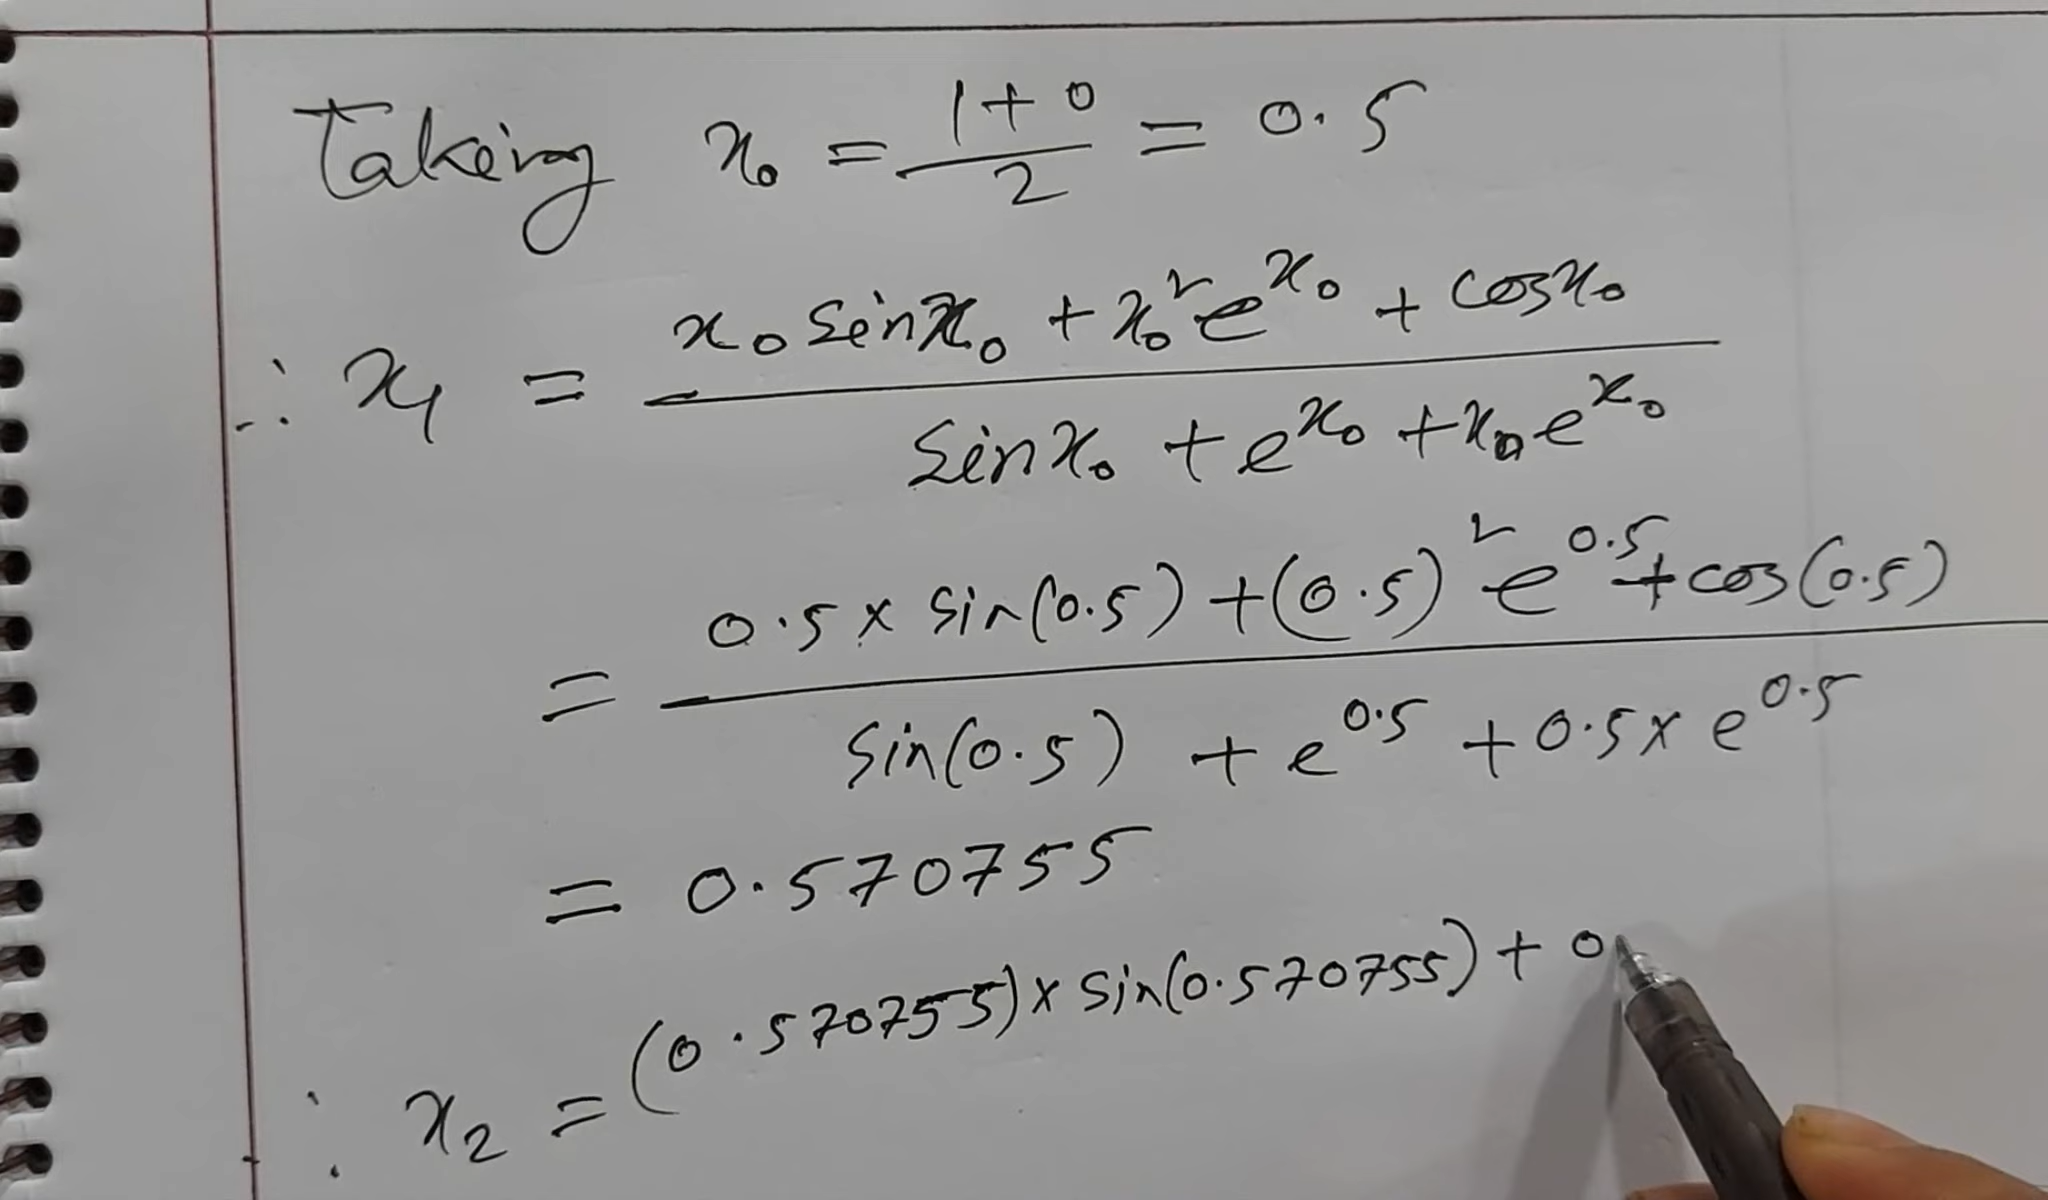 Taking x₀ = (1+0)/2 = 0.5
∴ x₁ = (x₀ sin x₀ + x₀² e^x₀ + cos x₀)/(sin x₀ + e^x₀ + x₀ e^x₀)
= (0.5 × sin(0.5) + (0.5)² e^0.5 + cos(0.5))/(sin(0.5) + e^0.5 + 0.5 × e^0.5)
= 0.570755
∴ x₂ = (0.570755) × sin(0.570755) + 0